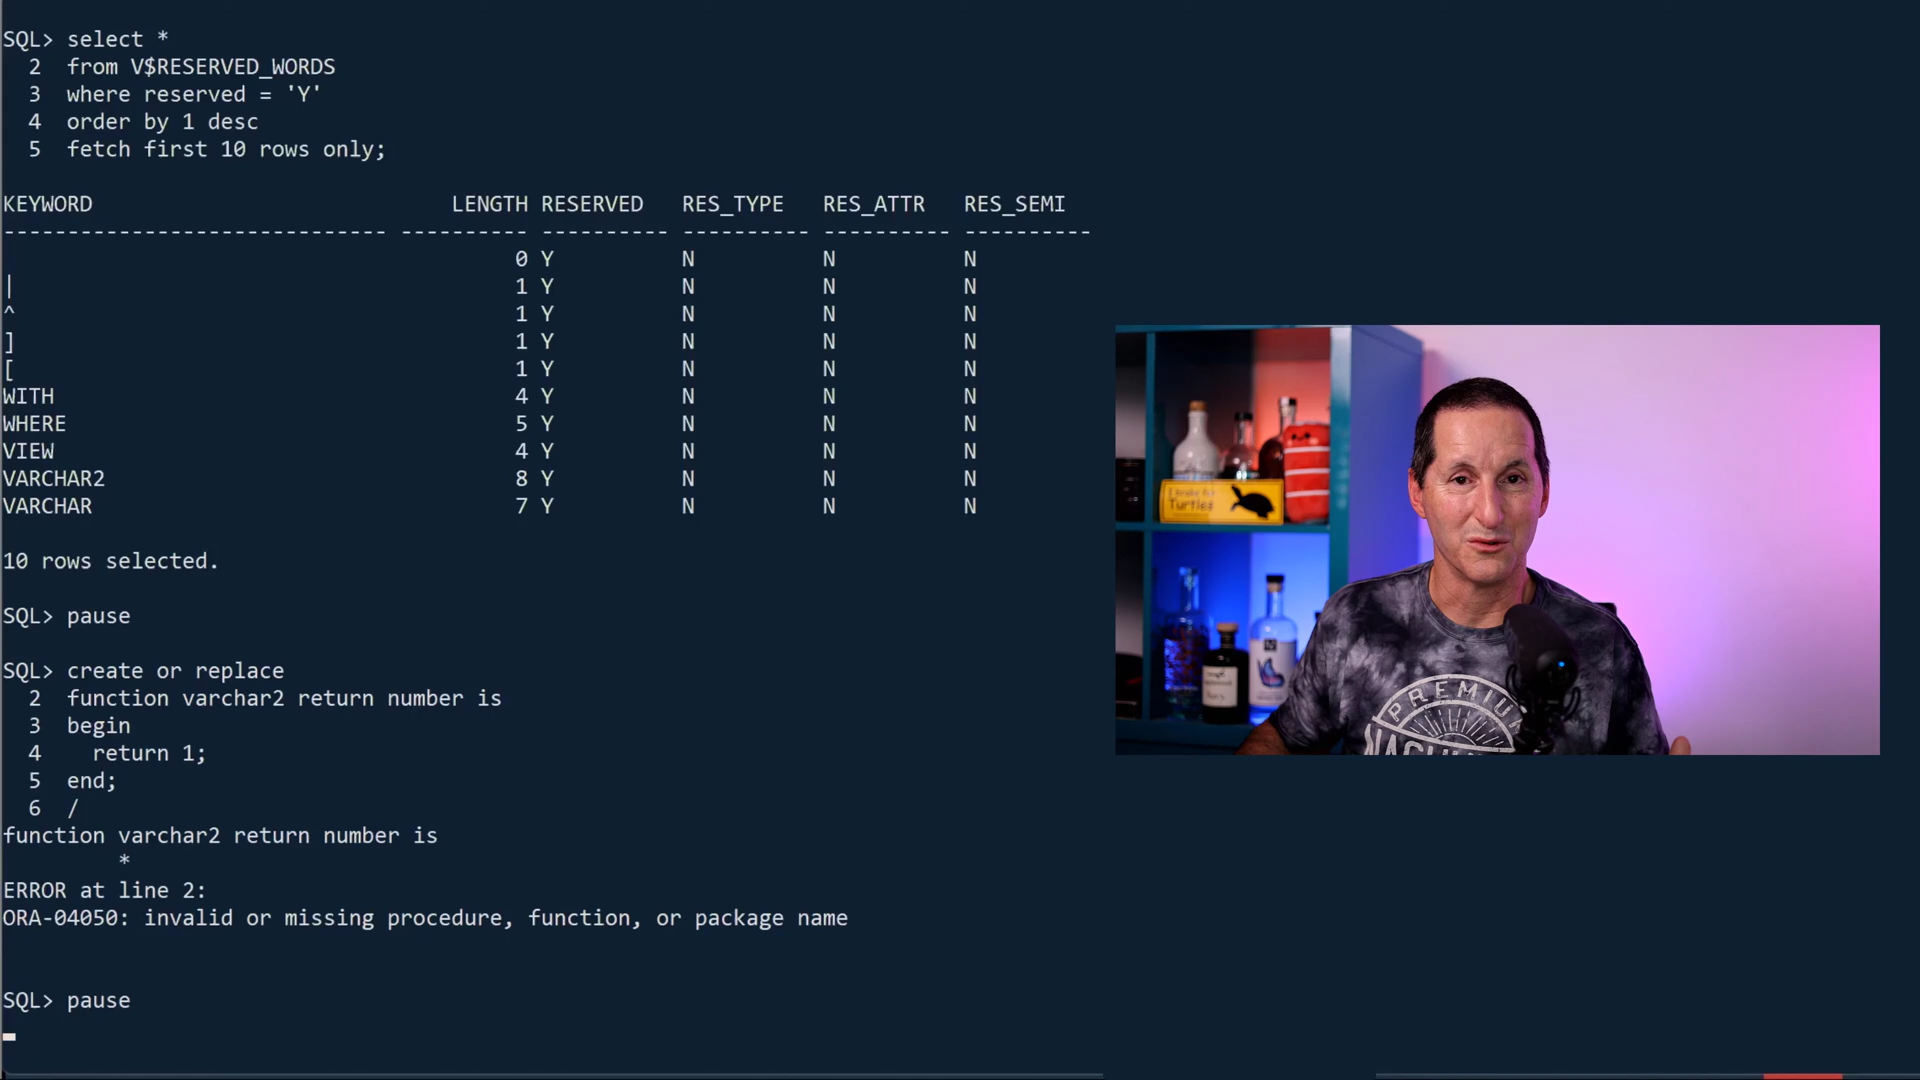 SQL> select *
2 from V$RESERVED_WORDS
3 where reserved = 'Y'
4 order by 1 desc
5 fetch first 10 rows only;
KEYWORD LENGTH RESERVED RES_TYPE RES_ATTR RES_SEMI
------------------------------ ---------- ---------- ---------- ---------- ----------
0 Y N N N
| 1 Y N N N
^ 1 Y N N N
] 1 Y N N N
[ 1 Y N N N
WITH 4 Y N N N
WHERE 5 Y N N N
VIEW 4 Y N N N
VARCHAR2 8 Y N N N
VARCHAR 7 Y N N N
10 rows selected.
SQL> pause
SQL> create or replace
2 function varchar2 return number is
3 begin
4 return 1;
5 end;
6 /
function varchar2 return number is
*
ERROR at line 2:
ORA-04050: invalid or missing procedure, function, or package name
SQL> pause
Turtles
PREMIUM